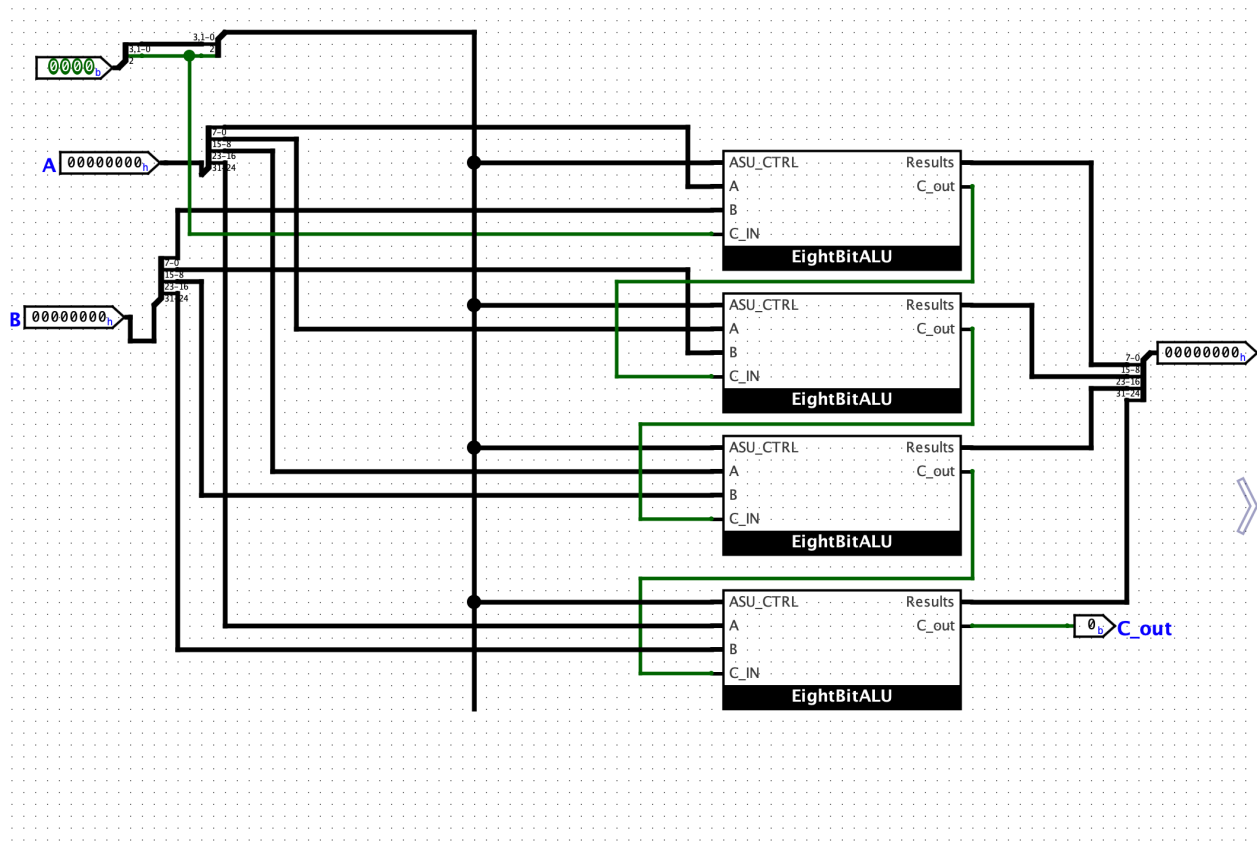 3,1-0
2
3,1-0
2
0000b
7-0
15-8
23-16
31-24
A 00000000h
ASU_CTRL Results
A C_out
B
C_IN
EightBitALU
7-0
15-8
23-16
31-24
B 00000000h
ASU_CTRL Results
A C_out
B
C_IN
EightBitALU
7-0
15-8
23-16
31-24
00000000h
ASU_CTRL Results
A C_out
B
C_IN
EightBitALU
ASU_CTRL Results
A C_out
B
C_IN
EightBitALU
0b C_out